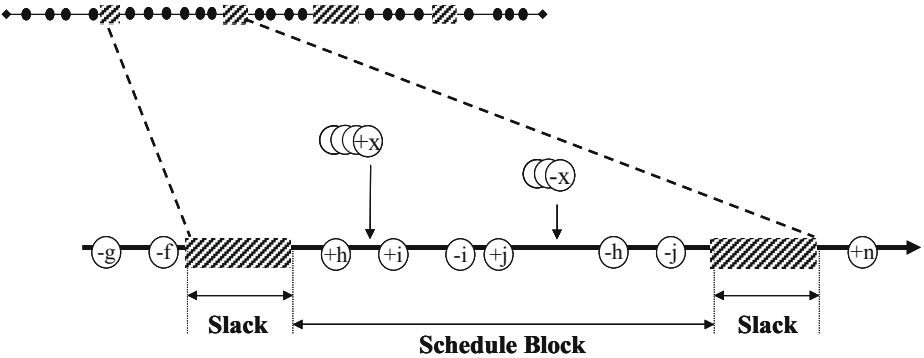 +x
-x
-g -f +h +i -i +j -h -j +n
Slack Slack
Schedule Block